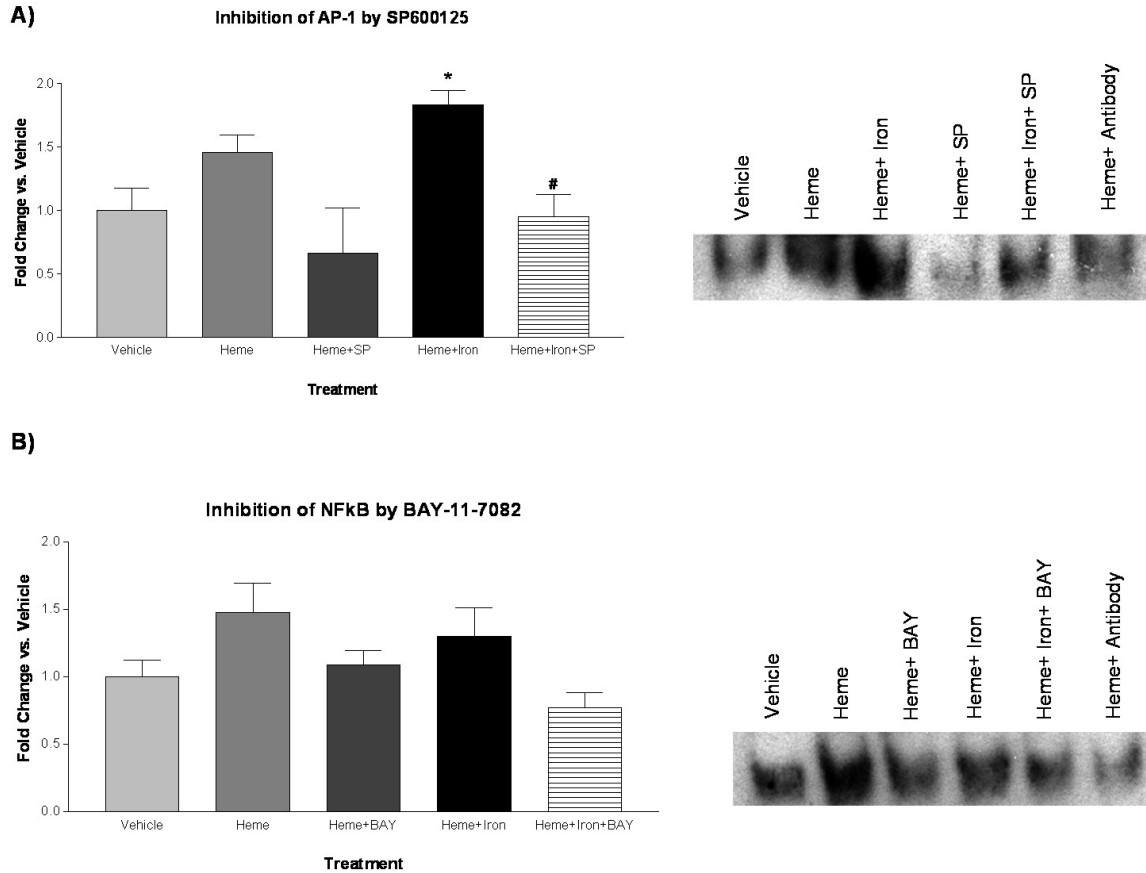 A)
Inhibition of AP-1 by SP600125
Fold Change vs. Vehicle
2.0
1.5
1.0
0.5
0.0
*
#
Vehicle
Heme
Heme+SP
Heme+Iron
Heme+Iron+SP
Treatment
Vehicle
Heme
Heme+ Iron
Heme+ SP
Heme+ Iron+ SP
Heme+ Antibody
B)
Inhibition of NFkB by BAY-11-7082
Fold Change vs. Vehicle
2.0
1.5
1.0
0.5
0.0
Vehicle
Heme
Heme+BAY
Heme+Iron
Heme+Iron+BAY
Treatment
Vehicle
Heme
Heme+ BAY
Heme+ Iron
Heme+ Iron+ BAY
Heme+ Antibody